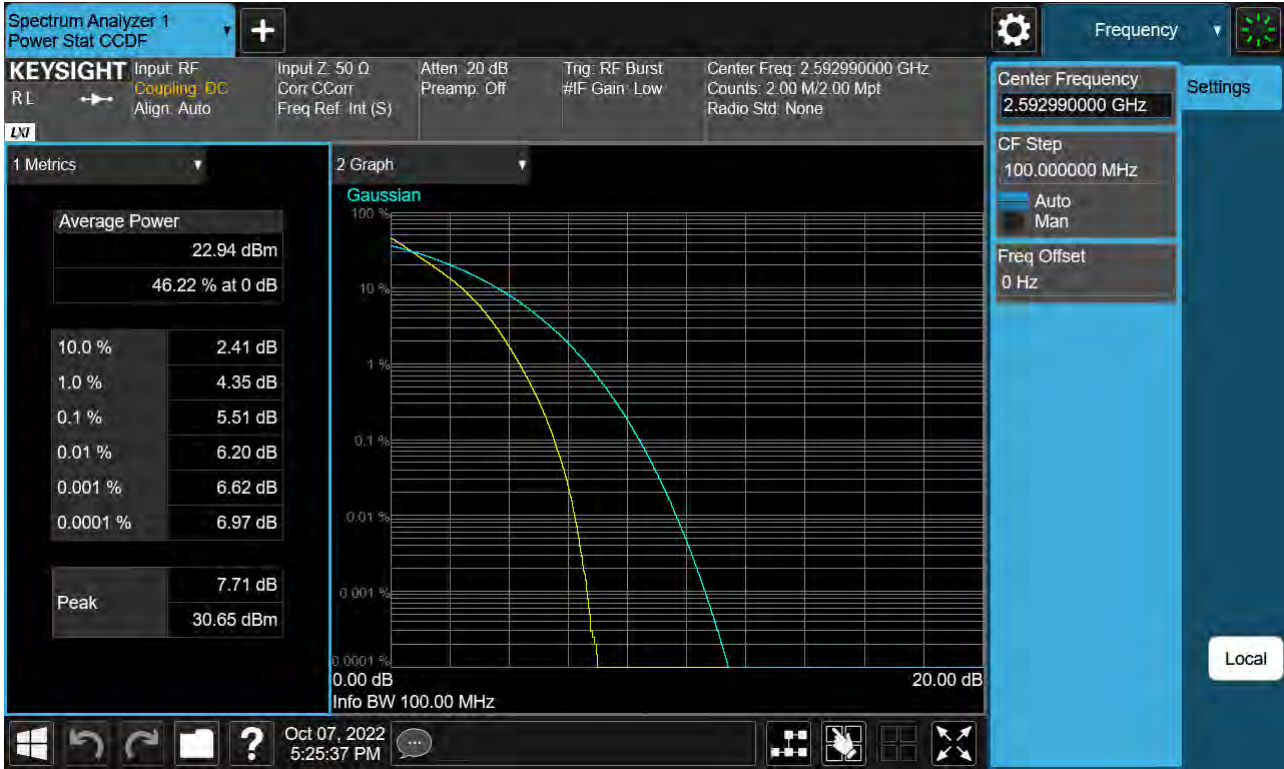 Spectrum Analyzer 1
Power Stat CCDF
Frequency
KEYSIGHT
RL
LXI
Input: RF
Coupling: DC
Align: Auto
Input Z: 50 Ω
Corr CCorr
Freq Ref: Int (S)
Atten: 20 dB
Preamp: Off
Trig: RF Burst
#IF Gain: Low
Center Freq: 2.592990000 GHz
Counts: 2.00 M/2.00 Mpt
Radio Std: None
Center Frequency
2.592990000 GHz
Settings
CF Step
100.000000 MHz
Auto
Man
Freq Offset
0 Hz
Local
1 Metrics
Average Power
22.94 dBm
46.22 % at 0 dB
10.0 % 2.41 dB
1.0 % 4.35 dB
0.1 % 5.51 dB
0.01 % 6.20 dB
0.001 % 6.62 dB
0.0001 % 6.97 dB
Peak
7.71 dB
30.65 dBm
2 Graph
Gaussian
100 %
10 %
1 %
0.1 %
0.01 %
0.001 %
0.0001 %
0.00 dB 20.00 dB
Info BW 100.00 MHz
?
Oct 07, 2022
5:25:37 PM